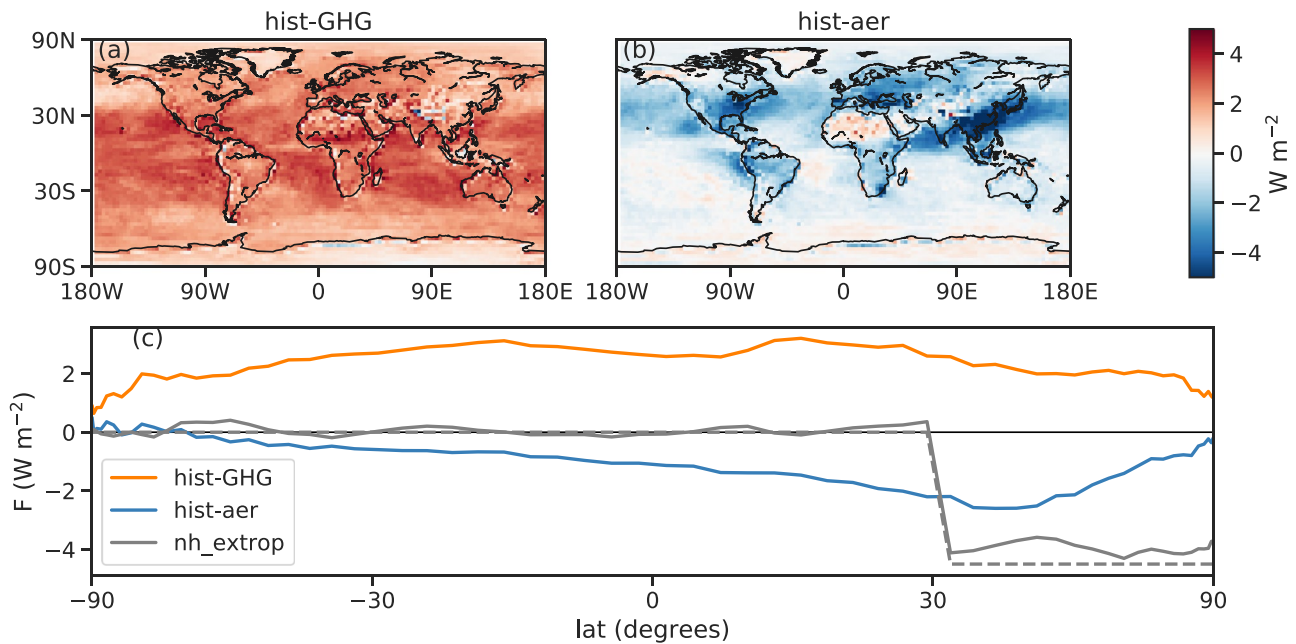 hist-GHG
hist-aer
90N
30N
30S
90S
(a)
(b)
180W 90W 0 90E 180E
180W 90W 0 90E 180E
4
2
0
−2
−4
W m−2
(c)
F (W m−2)
2
0
−2
−4
hist-GHG
hist-aer
nh_extrop
−90 −30 0 30 90
lat (degrees)